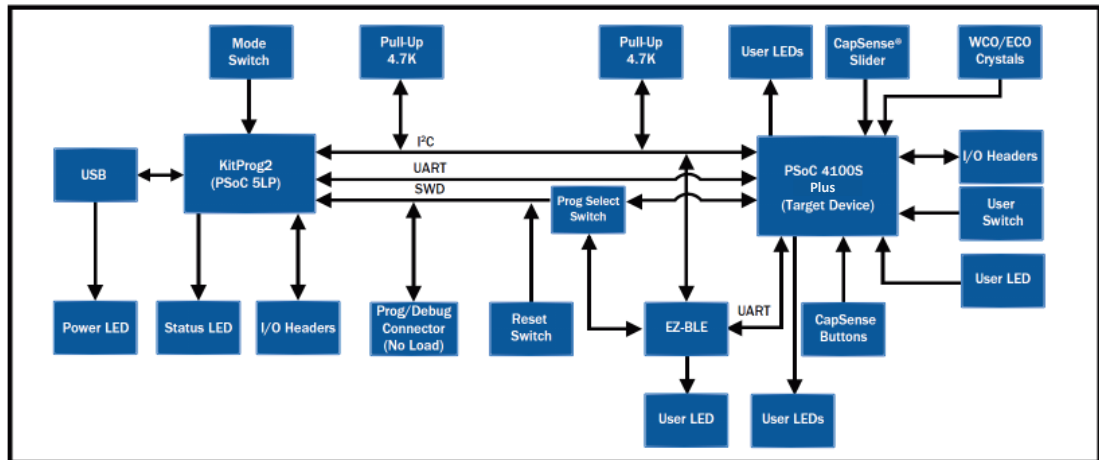 Mode
Switch
Pull-Up
4.7K
Pull-Up
4.7K
User LEDs
CapSense®
Slider
WCO/ECO
Crystals
I²C
USB
KitProg2
(PSoC 5LP)
UART
SWD
Prog Select
Switch
PSoC 4100S
Plus
(Target Device)
I/O Headers
User
Switch
User LED
Power LED
Status LED
I/O Headers
Prog/Debug
Connector
(No Load)
Reset
Switch
EZ-BLE
UART
CapSense
Buttons
User LED
User LEDs